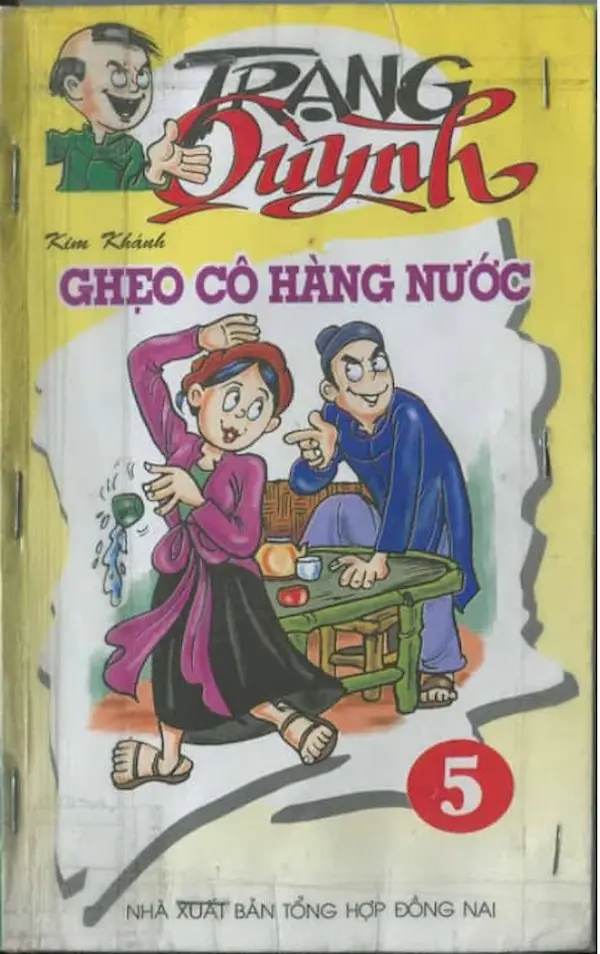 TRẠNG
Quỳnh
Kim Khánh
GHẸO CÔ HÀNG NƯỚC
5
NHÀ XUẤT BẢN TỔNG HỢP ĐỒNG NAI